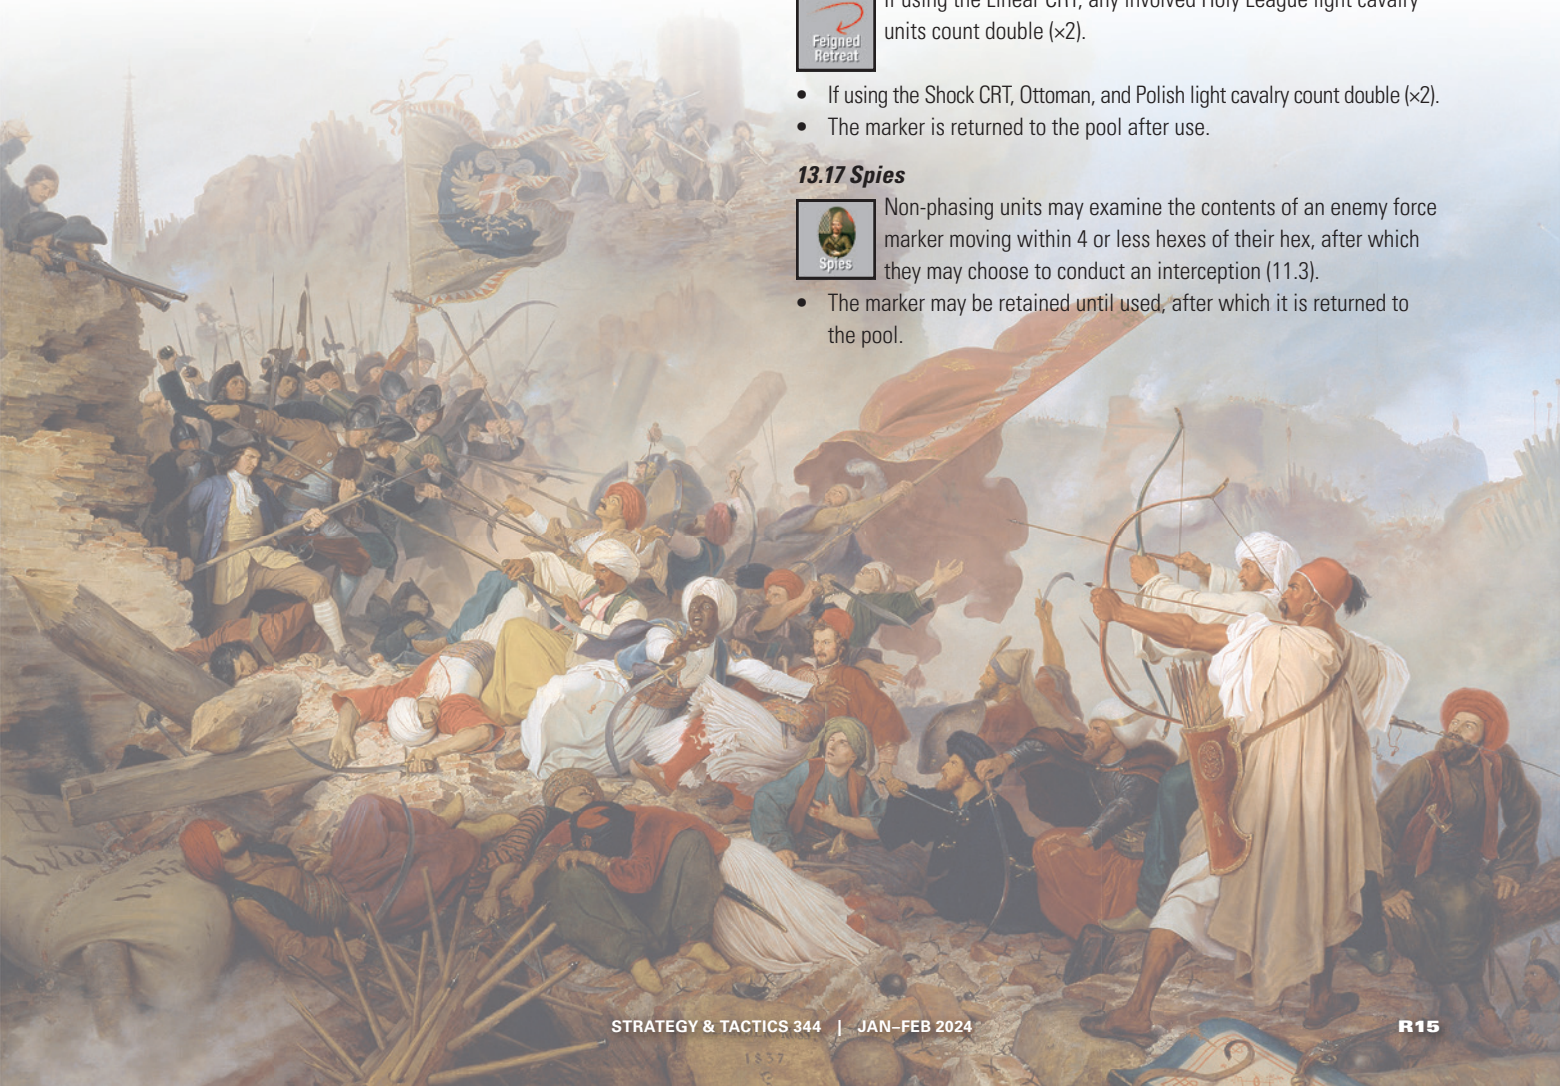 If using the Linear CRT, any involved Holy League light cavalry
units count double (×2).
Feigned
Retreat
• If using the Shock CRT, Ottoman, and Polish light cavalry count double (×2).
• The marker is returned to the pool after use.
13.17 Spies
Non-phasing units may examine the contents of an enemy force
marker moving within 4 or less hexes of their hex, after which
they may choose to conduct an interception (11.3).
Spies
• The marker may be retained until used, after which it is returned to
the pool.
STRATEGY & TACTICS 344 | JAN–FEB 2024
R15
1837